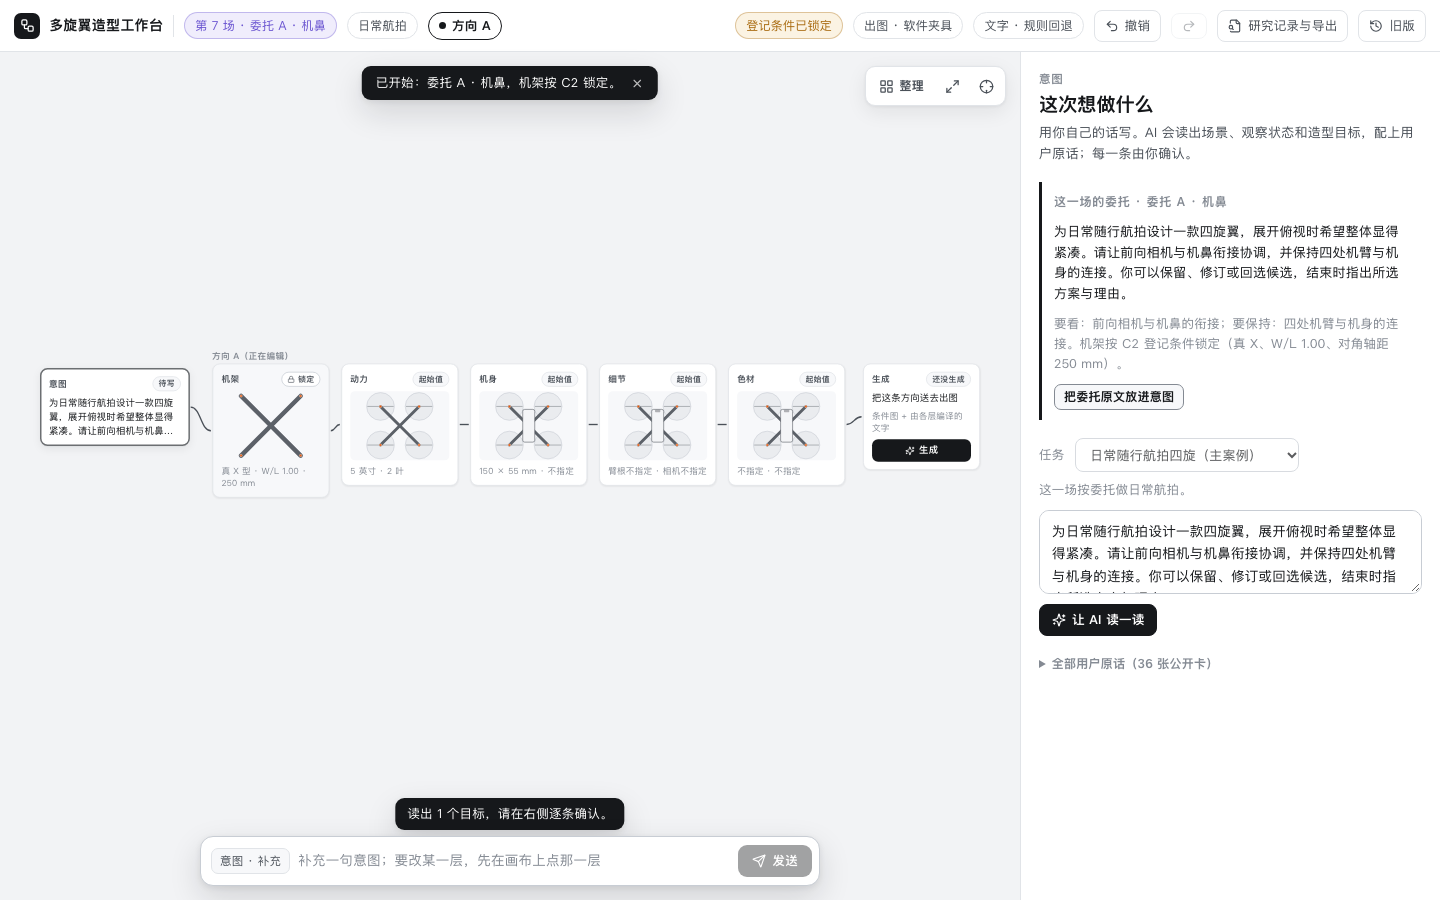 多旋翼造型工作台
第 7 场 · 委托 A · 机鼻
日常航拍
方向 A
登记条件已锁定
出图 · 软件夹具
文字 · 规则回退
撤销
研究记录与导出
旧版
已开始：委托 A · 机鼻，机架按 C2 锁定。
整理
方向 A（正在编辑）
意图
待写
为日常随行航拍设计一款四旋
翼，展开俯视时希望整体显得
紧凑。请让前向相机与机鼻…
机架
锁定
真 X 型 · W/L 1.00 ·
250 mm
动力
起始值
5 英寸 · 2 叶
机身
起始值
150 × 55 mm · 不指定
细节
起始值
臂根不指定 · 相机不指定
色材
起始值
不指定 · 不指定
生成
还没生成
把这条方向送去出图
条件图 + 由各层编译的
文字
生成
读出 1 个目标，请在右侧逐条确认。
意图 · 补充
补充一句意图；要改某一层，先在画布上点那一层
发送
意图
这次想做什么
用你自己的话写。AI 会读出场景、观察状态和造型目标，配上用
户原话；每一条由你确认。
这一场的委托 · 委托 A · 机鼻
为日常随行航拍设计一款四旋翼，展开俯视时希望整体显得
紧凑。请让前向相机与机鼻衔接协调，并保持四处机臂与机
身的连接。你可以保留、修订或回选候选，结束时指出所选
方案与理由。
要看：前向相机与机鼻的衔接；要保持：四处机臂与机身的连
接。机架按 C2 登记条件锁定（真 X、W/L 1.00、对角轴距
250 mm）。
把委托原文放进意图
任务
日常随行航拍四旋（主案例）
这一场按委托做日常航拍。
为日常随行航拍设计一款四旋翼，展开俯视时希望整体显
得紧凑。请让前向相机与机鼻衔接协调，并保持四处机臂
与机身的连接。你可以保留、修订或回选候选，结束时指
让 AI 读一读
全部用户原话（36 张公开卡）